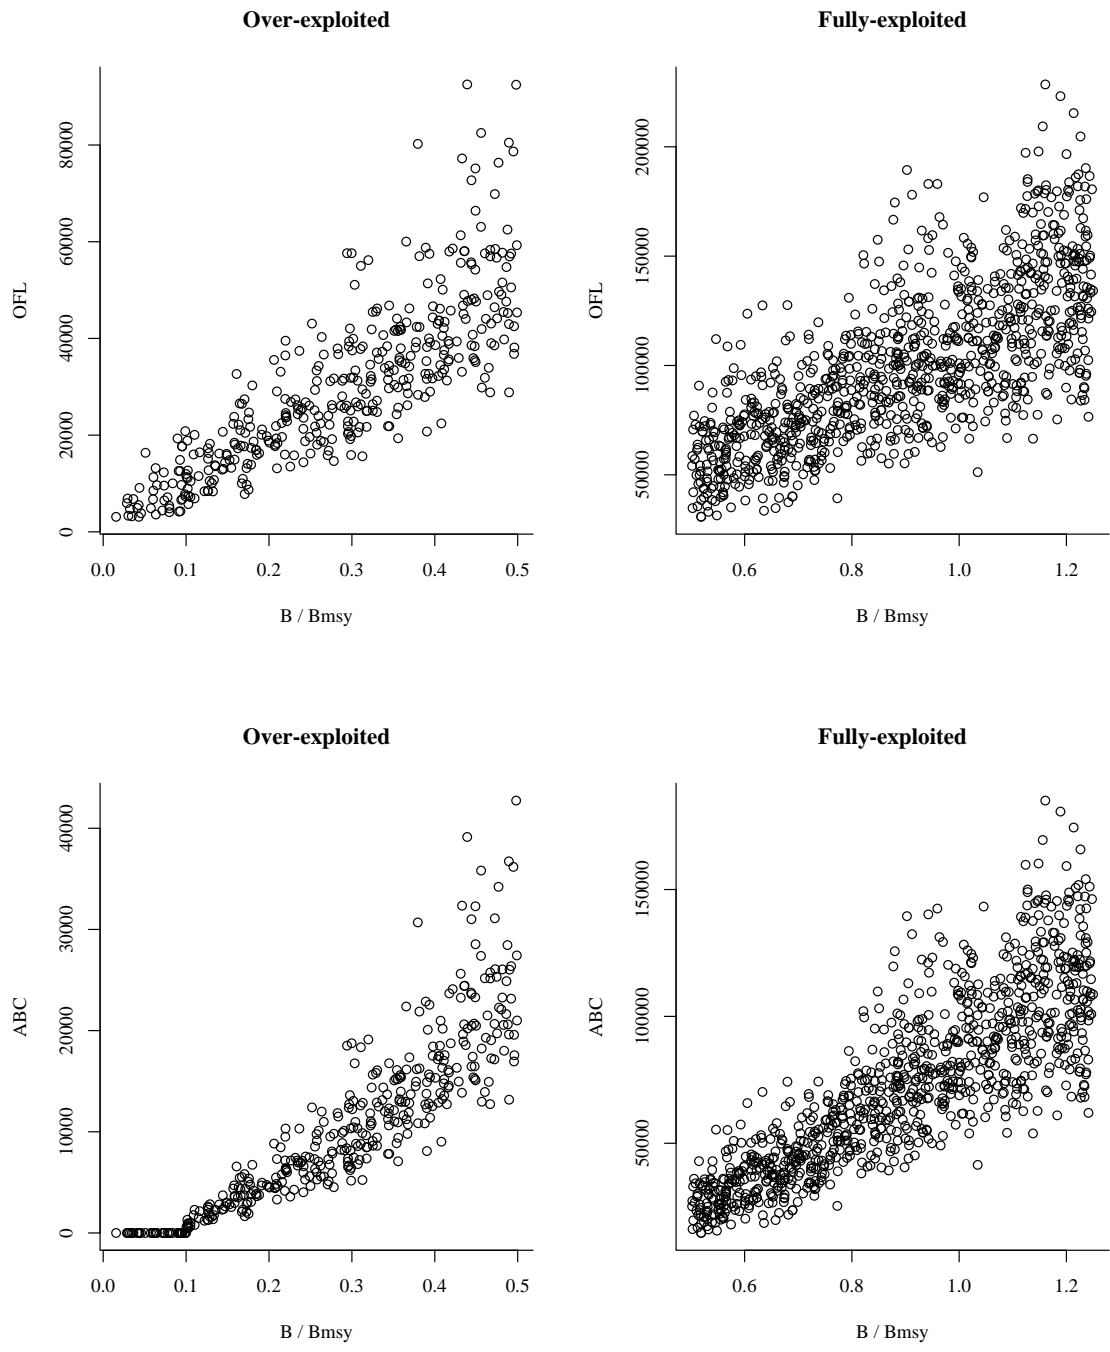 Over-exploited
OFL
80000
60000
40000
20000
0
0.0 0.1 0.2 0.3 0.4 0.5
B / Bmsy
Fully-exploited
OFL
200000
150000
100000
50000
0.6 0.8 1.0 1.2
B / Bmsy
Over-exploited
ABC
40000
30000
20000
10000
0
0.0 0.1 0.2 0.3 0.4 0.5
B / Bmsy
Fully-exploited
ABC
150000
100000
50000
0.6 0.8 1.0 1.2
B / Bmsy